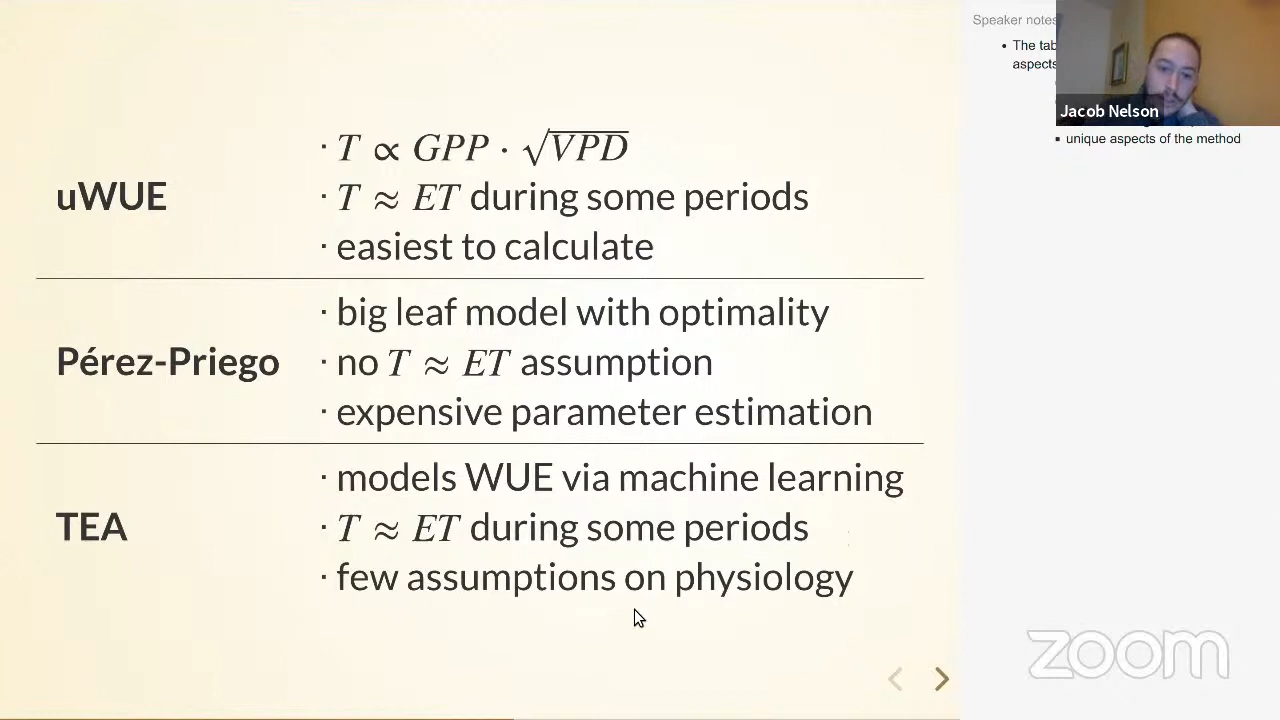 uWUE
· T ∝ GPP · √VPD
· T ≈ ET during some periods
· easiest to calculate
Pérez-Priego
· big leaf model with optimality
· no T ≈ ET assumption
· expensive parameter estimation
TEA
· models WUE via machine learning
· T ≈ ET during some periods
· few assumptions on physiology
Speaker notes
• The tab
aspects
Jacob Nelson
▪ unique aspects of the method
zoom